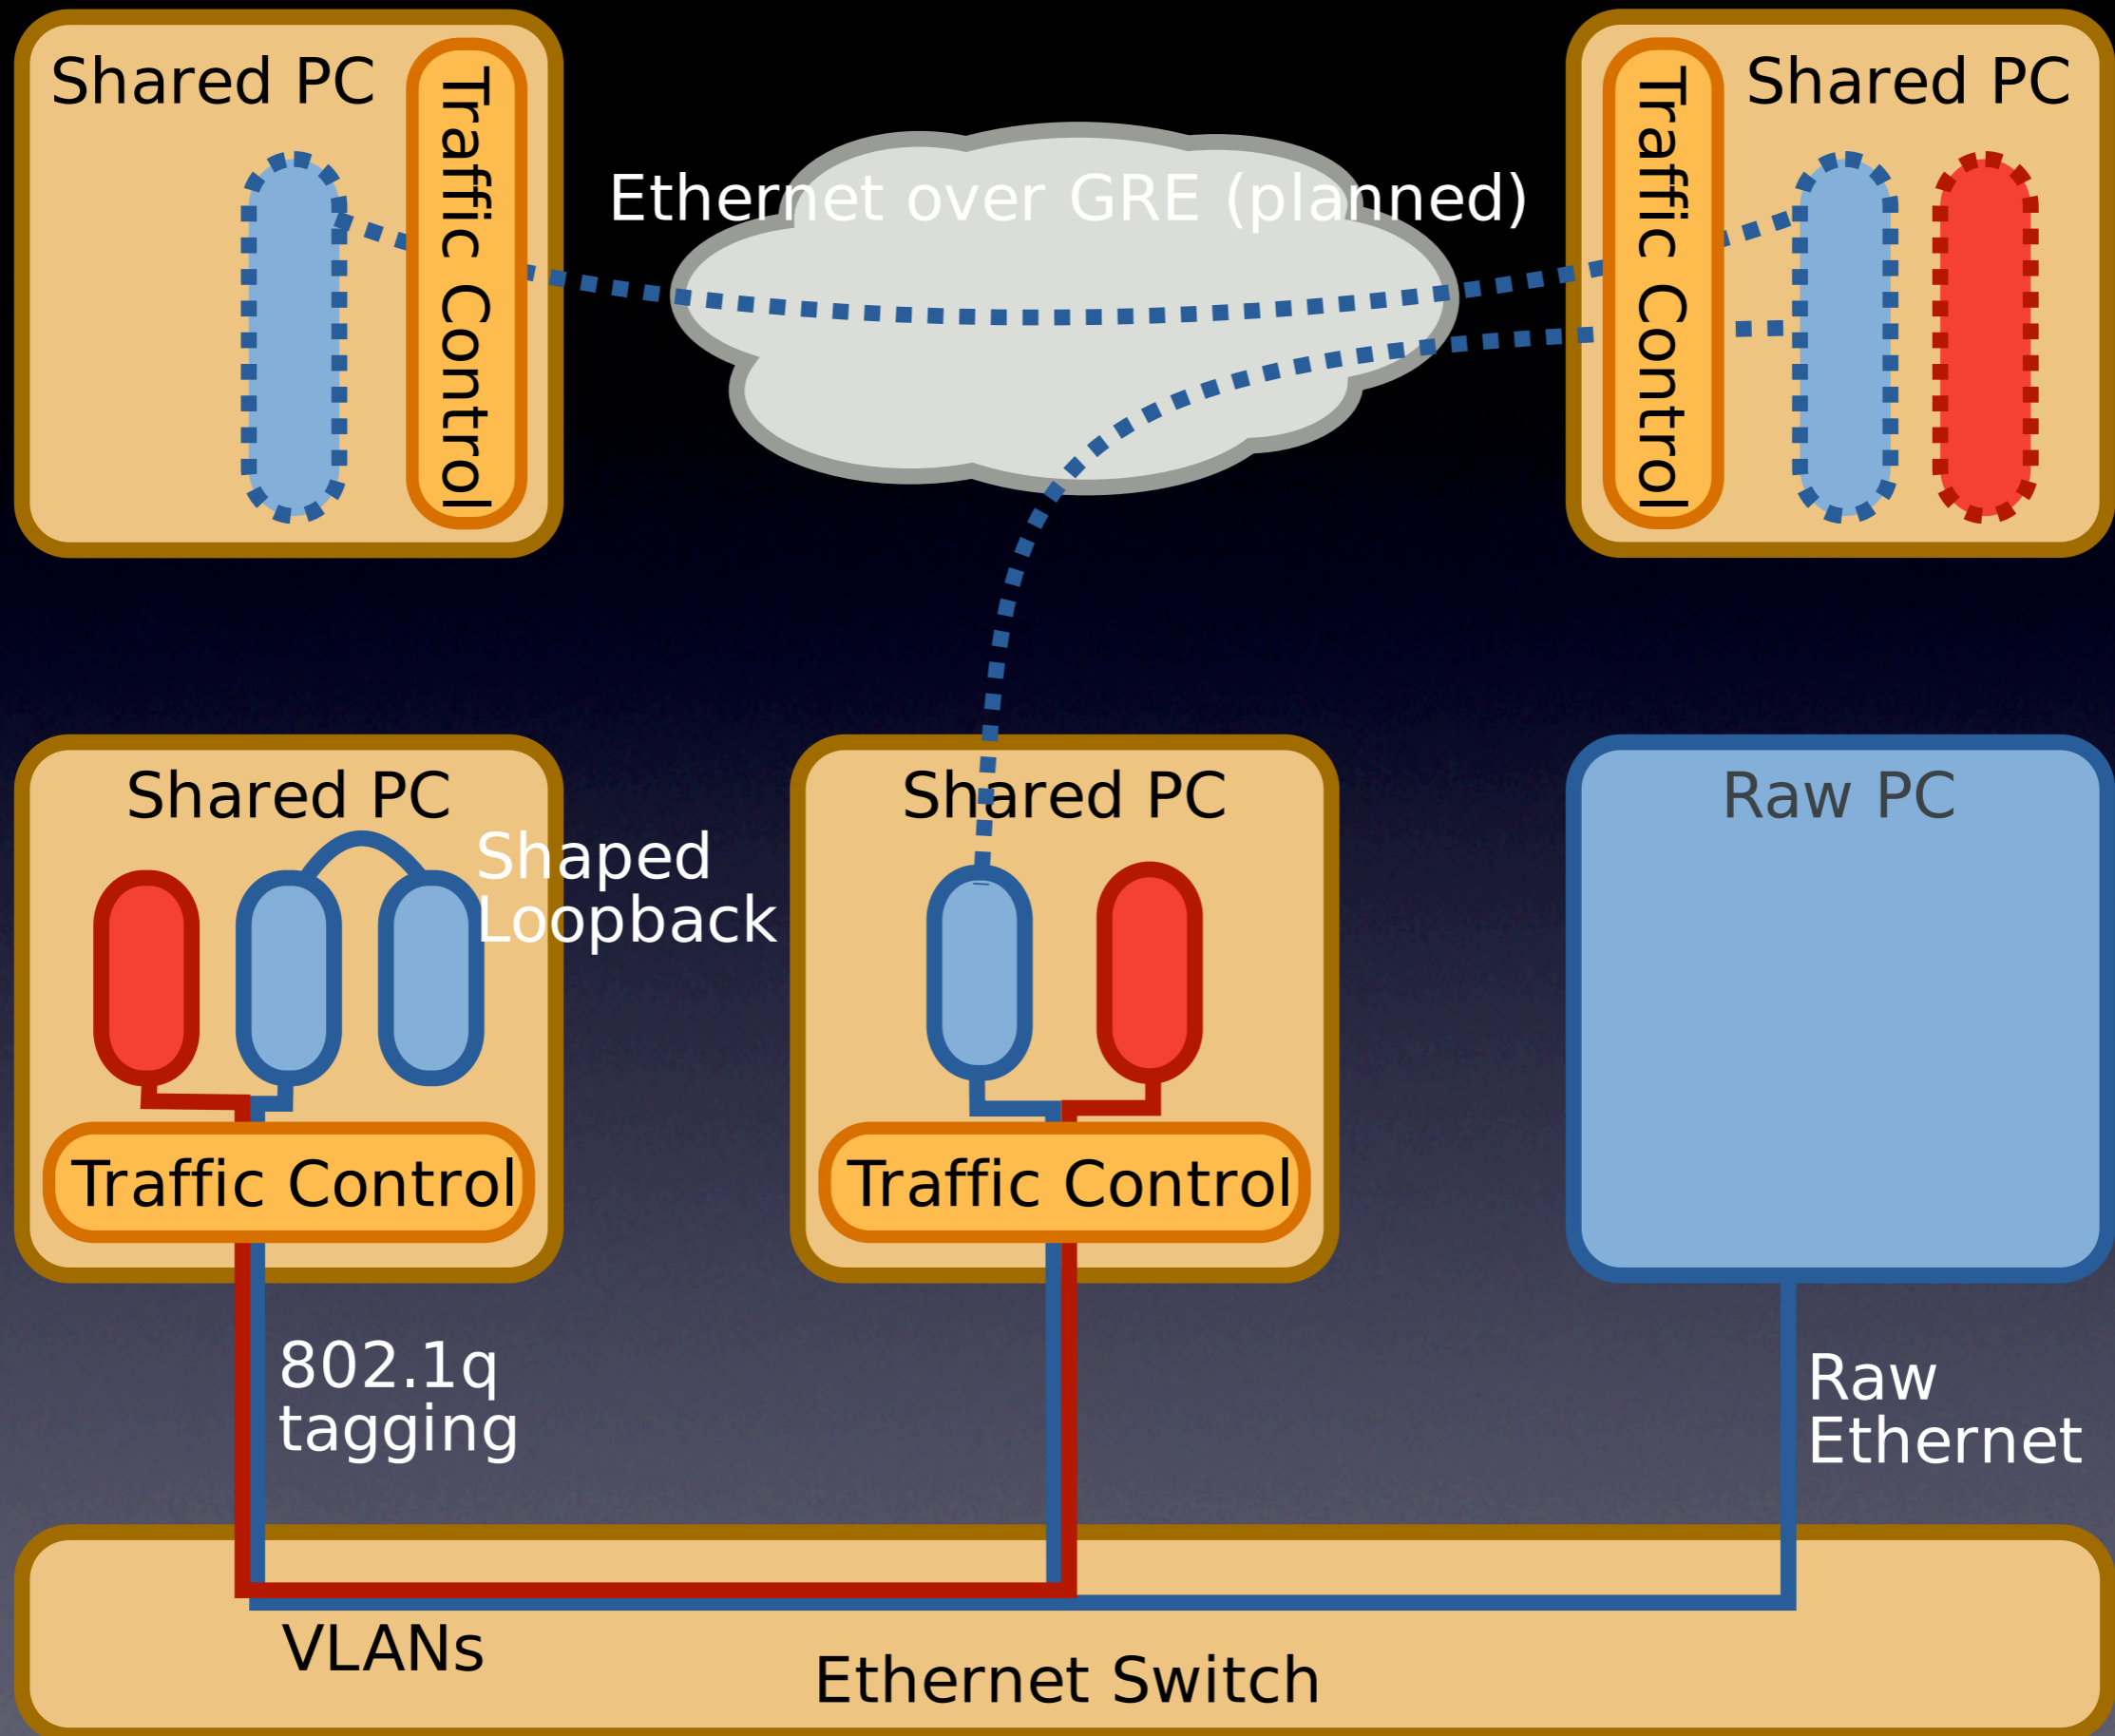 Shared PC
Traffic Control
Ethernet over GRE (planned)
Traffic Control
Shared PC
Shared PC
Shaped
Loopback
Traffic Control
Shared PC
Traffic Control
Raw PC
802.1q
tagging
Raw
Ethernet
VLANs
Ethernet Switch